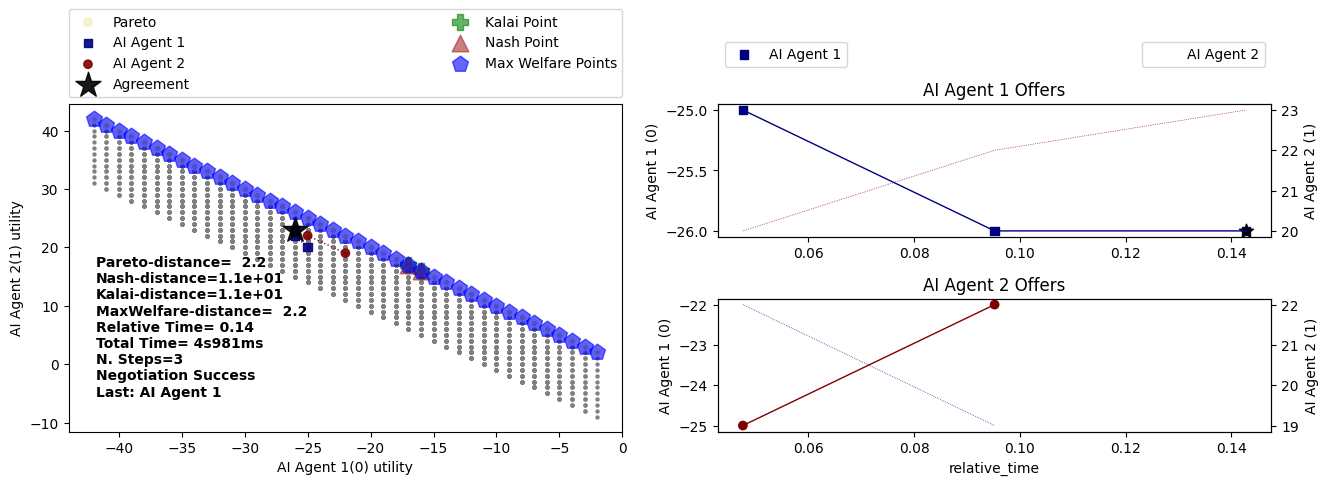 Pareto
AI Agent 1
AI Agent 2
Agreement
Kalai Point
Nash Point
Max Welfare Points
40
30
20
10
0
−10
AI Agent 2(1) utility
Pareto-distance=  2.2
Nash-distance=1.1e+01
Kalai-distance=1.1e+01
MaxWelfare-distance=  2.2
Relative Time= 0.14
Total Time= 4s981ms
N. Steps=3
Negotiation Success
Last: AI Agent 1
−40
−35
−30
−25
−20
−15
−10
−5
0
AI Agent 1(0) utility
AI Agent 1
AI Agent 2
AI Agent 1 Offers
−25.0
−25.5
−26.0
AI Agent 1 (0)
23
22
21
20
AI Agent 2 (1)
0.06
0.08
0.10
0.12
0.14
AI Agent 2 Offers
−22
−23
−24
−25
AI Agent 1 (0)
22
21
20
19
AI Agent 2 (1)
0.06
0.08
0.10
0.12
0.14
relative_time